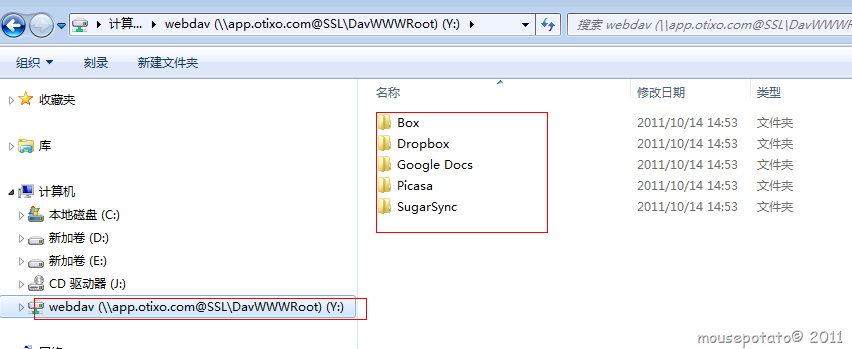 计算... webdav (\\app.otixo.com@SSL\DavWWWRoot) (Y:) 搜索 webdav (\\app.otixo.com@SSL\DavWWWR
组织 刻录 新建文件夹
名称 修改日期 类型
收藏夹
Box 2011/10/14 14:53 文件夹
库
Dropbox 2011/10/14 14:53 文件夹
Google Docs 2011/10/14 14:53 文件夹
计算机
Picasa 2011/10/14 14:53 文件夹
本地磁盘 (C:)
SugarSync 2011/10/14 14:53 文件夹
新加卷 (D:)
新加卷 (E:)
CD 驱动器 (J:)
webdav (\\app.otixo.com@SSL\DavWWWRoot) (Y:)
mousepotato© 2011